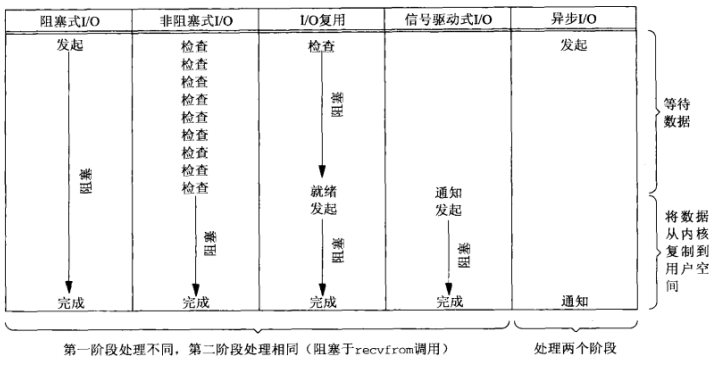 阻塞式I/O 非阻塞式I/O I/O复用 信号驱动式I/O 异步I/O
发起 检查 检查 发起
检查
检查
检查
检查
检查
检查
检查
检查
阻塞
阻塞
等待
数据
就绪 通知
发起 发起
阻塞
阻塞
阻塞
将数据
从内核
复制到
用户空
间
完成 完成 完成 完成 通知
第一阶段处理不同，第二阶段处理相同（阻塞于recvfrom调用） 处理两个阶段